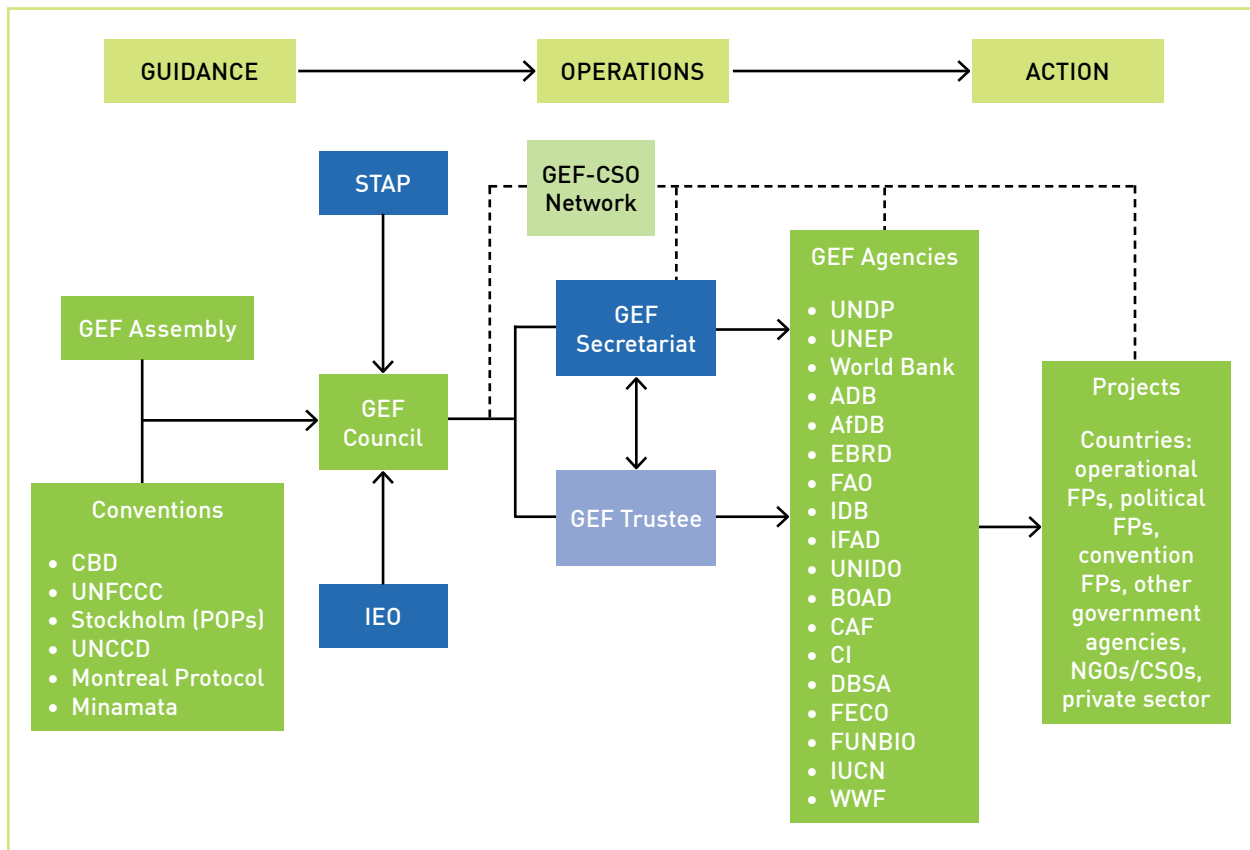 GUIDANCE
OPERATIONS
ACTION
STAP
GEF-CSO
Network
GEF Assembly
GEF
Council
Conventions
• CBD
• UNFCCC
• Stockholm (POPs)
• UNCCD
• Montreal Protocol
• Minamata
IEO
GEF
Secretariat
GEF Trustee
GEF Agencies
• UNDP
• UNEP
• World Bank
• ADB
• AfDB
• EBRD
• FAO
• IDB
• IFAD
• UNIDO
• BOAD
• CAF
• CI
• DBSA
• FECO
• FUNBIO
• IUCN
• WWF
Projects
Countries:
operational
FPs, political
FPs,
convention
FPs, other
government
agencies,
NGOs/CSOs,
private sector